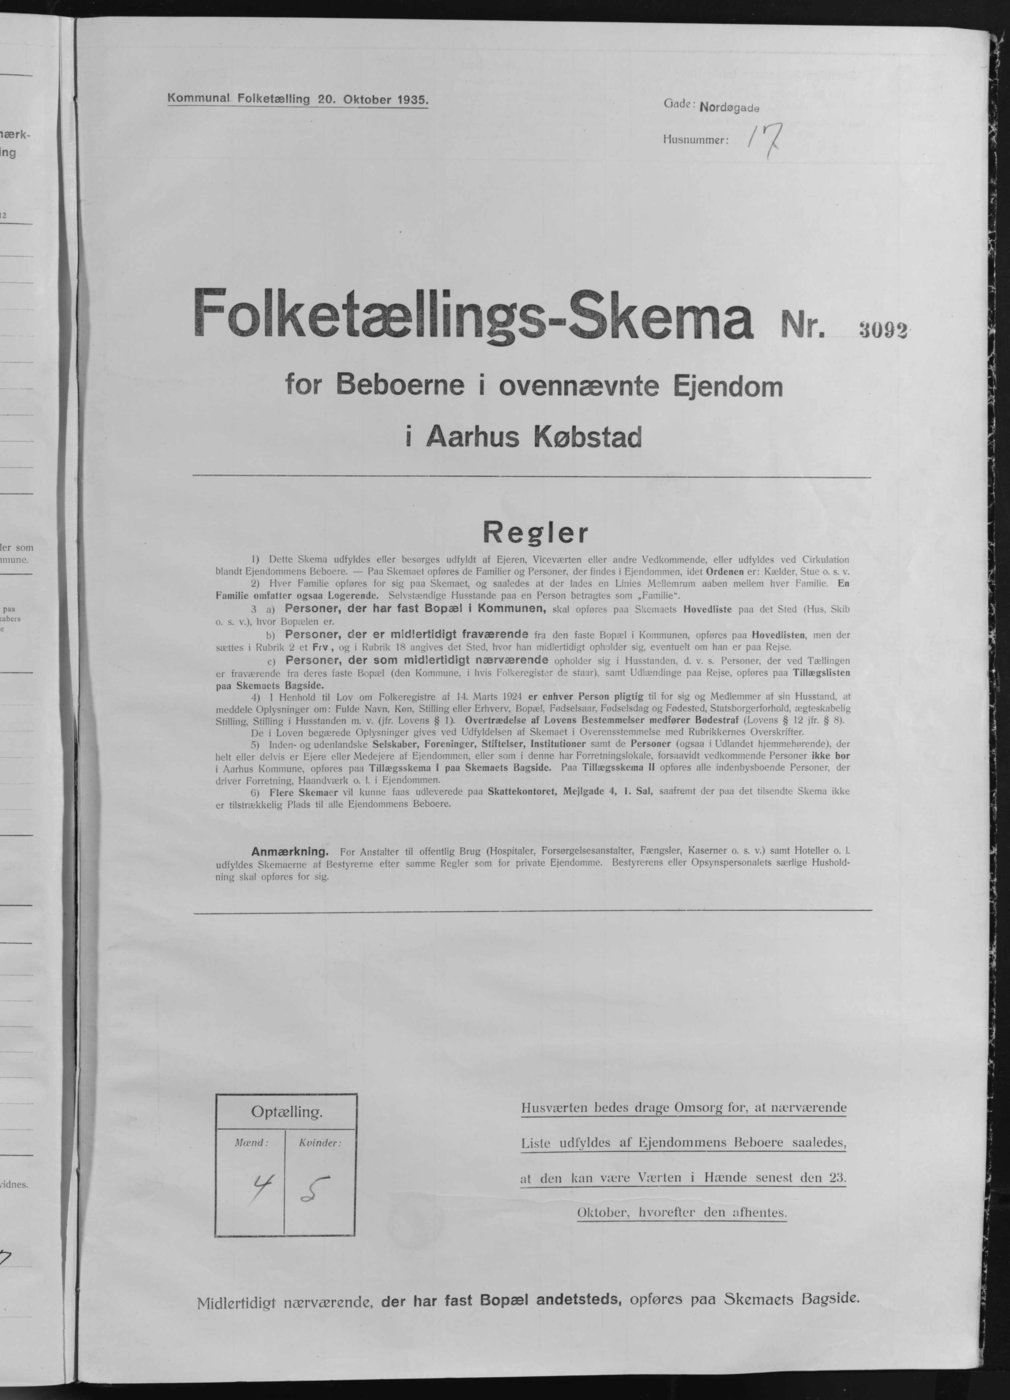 Kommunal Folketælling 20. Oktober 1935.
Gade: Nordøgade
Husnummer: 17
Folketællings-Skema Nr. 3092
for Beboerne i ovennævnte Ejendom
i Aarhus Købstad
Regler
1) Dette Skema udfyldes eller besørges udfyldt af Ejeren, Viceværten eller andre Vedkommende, eller udfyldes ved Cirkulation
blandt Ejendommens Beboere. — Paa Skemaet opføres de Familier og Personer, der findes i Ejendommen, idet Ordenen er: Kælder, Stue o. s. v.
2) Hver Familie opføres for sig paa Skemaet, og saaledes at der lades en Linies Mellemrum aaben mellem hver Familie. En
Familie omfatter ogsaa Logerende. Selvstændige Husstande paa en Person betragtes som „Familie“.
3 a) Personer, der har fast Bopæl i Kommunen, skal opføres paa Skemaets Hovedliste paa det Sted (Hus, Skib
o. s. v.), hvor Bopælen er.
b) Personer, der er midlertidigt fraværende fra den faste Bopæl i Kommunen, opføres paa Hovedlisten, men der
sættes i Rubrik 2 et Frv., og i Rubrik 18 angives det Sted, hvor han midlertidigt opholder sig, eventuelt om han er paa Rejse.
c) Personer, der som midlertidigt nærværende opholder sig i Husstanden, d. v. s. Personer, der ved Tællingen
er fraværende fra deres faste Bopæl (den Kommune, i hvis Folkeregister de staar), samt Udlændinge paa Rejse, opføres paa Tillægslisten
paa Skemaets Bagside.
4) I Henhold til Lov om Folkeregistre af 14. Marts 1924 er enhver Person pligtig til for sig og Medlemmer af sin Husstand, at
meddele Oplysninger om: Fulde Navn, Køn, Stilling eller Erhverv, Bopæl, Fødselsaar, Fødselsdag og Fødested, Statsborgerforhold, ægteskabelig
Stilling, Stilling i Husstanden m. v. (jfr. Lovens § 1). Overtrædelse af Lovens Bestemmelser medfører Bødestraf (Lovens § 12 jfr. § 8).
De i Loven begærede Oplysninger gives ved Udfyldelsen af Skemaet i Overensstemmelse med Rubrikkernes Overskrifter.
5) Inden- og udenlandske Selskaber, Foreninger, Stiftelser, Institutioner samt de Personer (ogsaa i Udlandet hjemmehørende), der
helt eller delvis er Ejere eller Medejere af Ejendommen, eller som i denne har Forretningslokale, forsaavidt vedkommende Personer ikke bor
i Aarhus Kommune, opføres paa Tillægsskema I paa Skemaets Bagside. Paa Tillægsskema II opføres alle indenbysboende Personer, der
driver Forretning, Haandværk o. l. i Ejendommen.
6) Flere Skemaer vil kunne faas udleverede paa Skattekontoret, Mejlgade 4, 1. Sal, saafremt der paa det tilsendte Skema ikke
er tilstrækkelig Plads til alle Ejendommens Beboere.
Anmærkning. For Anstalter til offentlig Brug (Hospitaler, Forsørgelsesanstalter, Fængsler, Kaserner o. s. v.) samt Hoteller o. l.
udfyldes Skemaerne af Bestyrerne efter samme Regler som for private Ejendomme. Bestyrerens eller Opsynspersonalets særlige Hushold-
ning skal opføres for sig.
Optælling.
Mænd: Kvinder:
4 5
Husværten bedes drage Omsorg for, at nærværende
Liste udfyldes af Ejendommens Beboere saaledes,
at den kan være Værten i Hænde senest den 23.
Oktober, hvorefter den afhentes.
Midlertidigt nærværende, der har fast Bopæl andetsteds, opføres paa Skemaets Bagside.